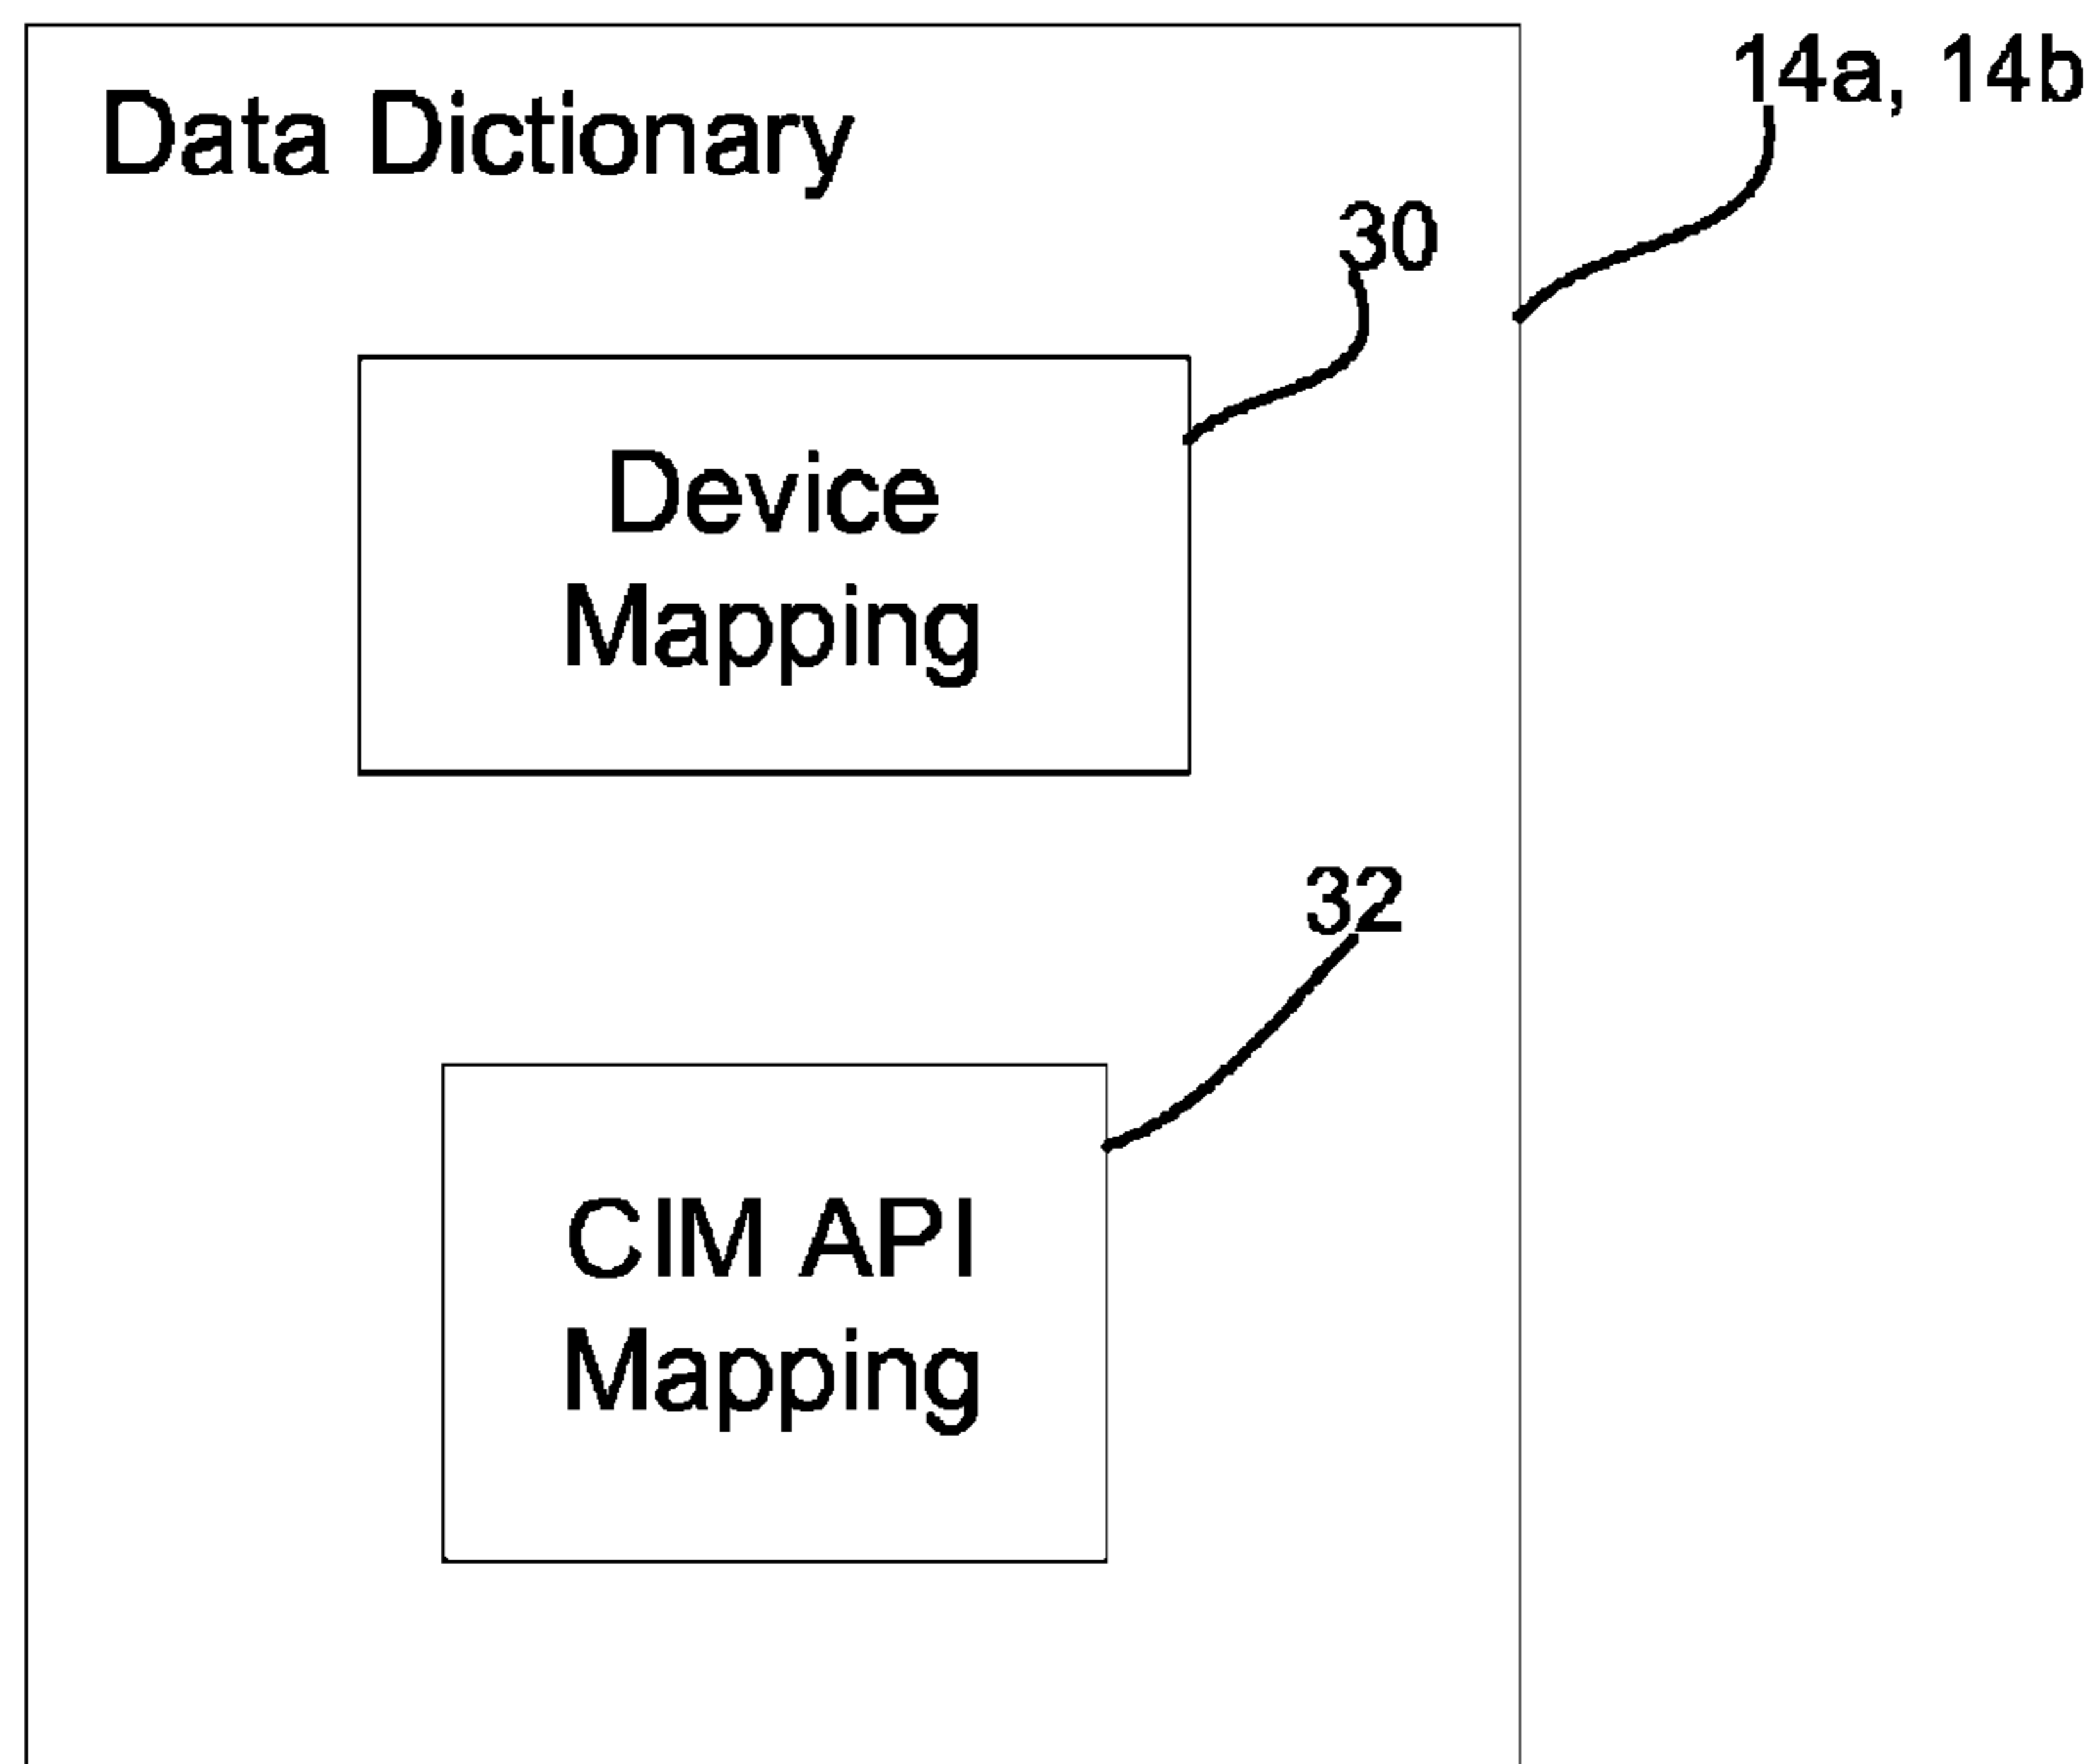 Data Dictionary
14a, 14b
30
Device
Mapping
32
CIM API
Mapping